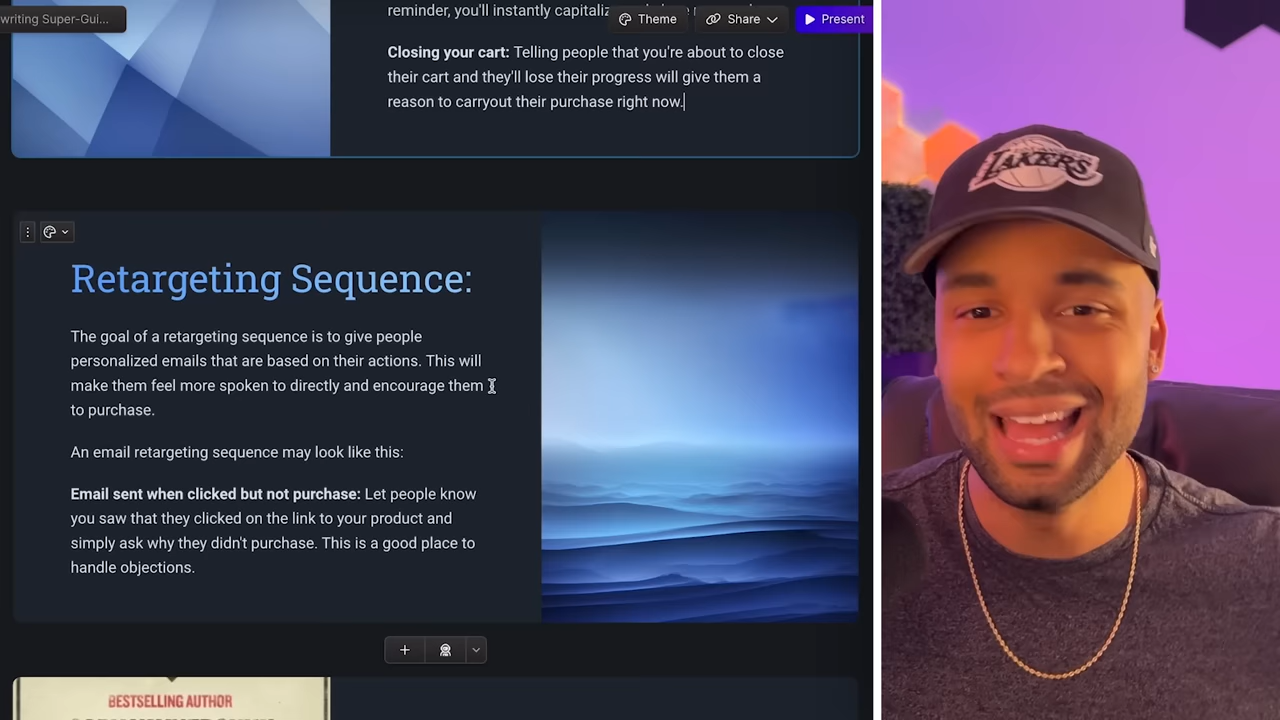 writing Super-Gui...
Theme
Share
Present
Closing your cart: Telling people that you're about to close
their cart and they'll lose their progress will give them a
reason to carryout their purchase right now.
Retargeting Sequence:
The goal of a retargeting sequence is to give people
personalized emails that are based on their actions. This will
make them feel more spoken to directly and encourage them
to purchase.
An email retargeting sequence may look like this:
Email sent when clicked but not purchase: Let people know
you saw that they clicked on the link to your product and
simply ask why they didn't purchase. This is a good place to
handle objections.
BESTSELLING AUTHOR
LAKERS